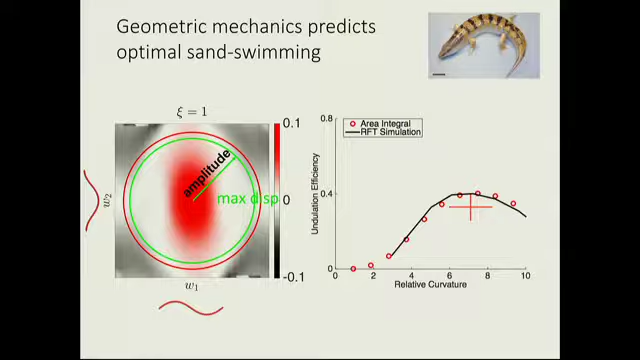 Geometric mechanics predicts
optimal sand-swimming
ξ = 1
0.1
0
-0.1
amplitude
max disp
w₂
w₁
Area Integral
RFT Simulation
0.8
0.4
0
Undulation Efficiency
0 2 4 6 8 10
Relative Curvature